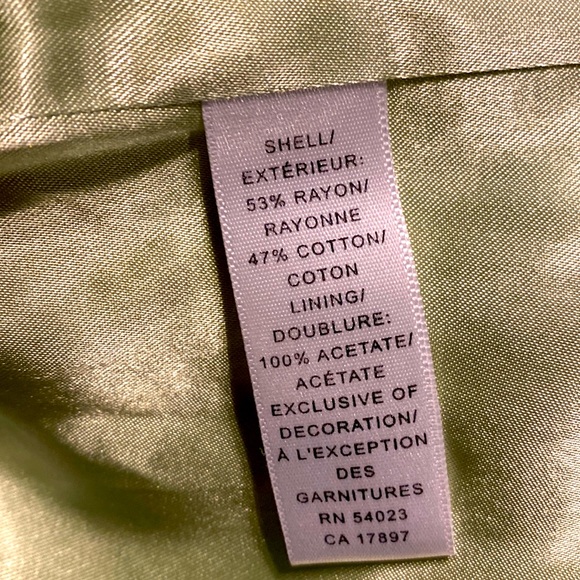 SHELL/
EXTÉRIEUR:
53% RAYON/
RAYONNE
47% COTTON/
COTON
LINING/
DOUBLURE:
100% ACETATE/
ACÉTATE
EXCLUSIVE OF
DECORATION/
À L'EXCEPTION
DES
GARNITURES
RN 54023
CA 17897